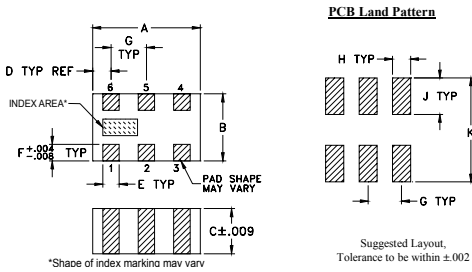 PCB Land Pattern
A
G
TYP
D TYP REF
6 5 4
INDEX AREA*
B
F+.004
-.008 TYP
1 2 3
E TYP
PAD SHAPE
MAY VARY
C±.009
*Shape of index marking may vary
H TYP
J TYP
K
G TYP
Suggested Layout,
Tolerance to be within ±.002